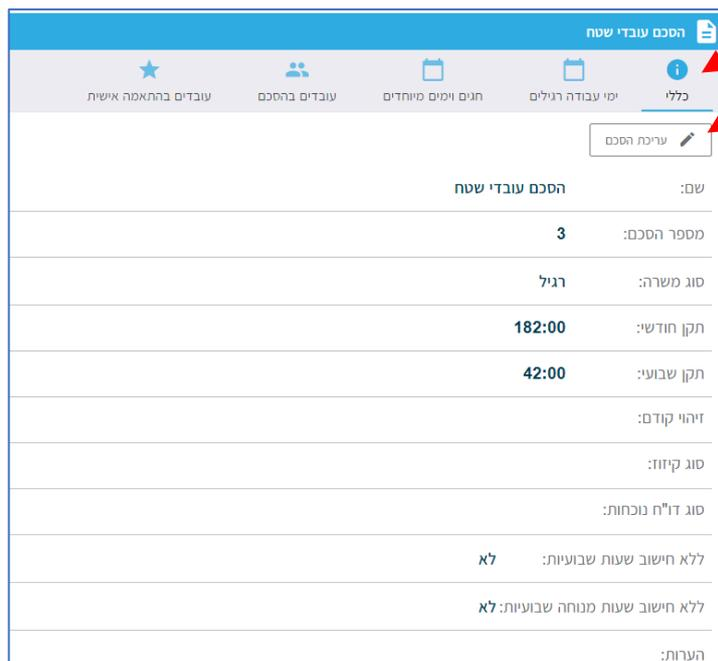 הסכם עובדי שטח
כללי ימי עבודה רגילים חגים וימים מיוחדים עובדים בהסכם עובדים בהתאמה אישית
עריכת הסכם
שם: הסכם עובדי שטח
מספר הסכם: 3
סוג משרה: רגיל
תקן חודשי: 182:00
תקן שבועי: 42:00
זיהוי קודם:
סוג קיזוז:
סוג דו"ח נוכחות:
ללא חישוב שעות שבועיות: לא
ללא חישוב שעות מנוחה שבועיות: לא
הערות: